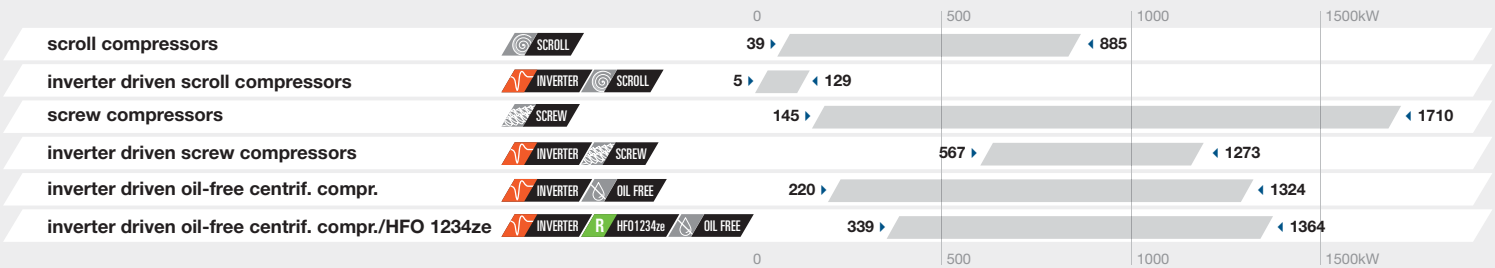 0 500 1000 1500kW
scroll compressors SCROLL 39 885
inverter driven scroll compressors INVERTER SCROLL 5 129
screw compressors SCREW 145 1710
inverter driven screw compressors INVERTER SCREW 567 1273
inverter driven oil-free centrif. compr. INVERTER OIL FREE 220 1324
inverter driven oil-free centrif. compr./HFO 1234ze INVERTER R HFO1234ze OIL FREE 339 1364
0 500 1000 1500kW